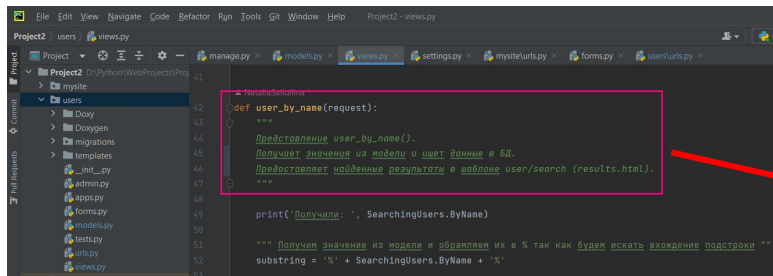 File Edit View Navigate Code Refactor Run Tools Git Window Help Project2 - views.py
Project2 users views.py
Project
manage.py models.py views.py settings.py mysite\urls.py forms.py users\urls.py
Project
Project2 D:\Python\WebProjects\Proj
mysite
users
Doxy
Doxygen
migrations
templates
__init__.py
admin.py
apps.py
forms.py
models.py
tests.py
urls.py
views.py
Commit
Pull Requests
41
NataliaSafiullina
42 def user_by_name(request):
43 """
44 Представление user_by_name().
45 Получает значения из модели и ищет данные в БД.
46 Предоставляет найденные результаты в шаблоне user/search (results.html).
47 """
48
49 print('Получили: ', SearchingUsers.ByName)
50
51 """ Получим значение из модели и обрамляем их в % так как будем искать вхождение подстроки """
52 substring = '%' + SearchingUsers.ByName + '%'
53